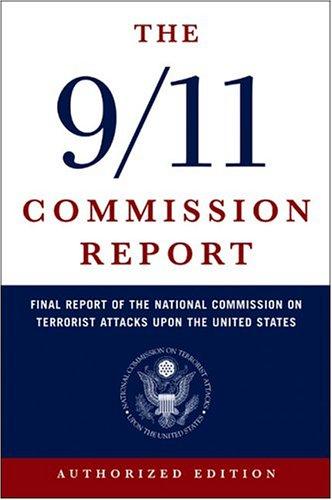 THE
9/11
COMMISSION
REPORT
FINAL REPORT OF THE NATIONAL COMMISSION ON
TERRORIST ATTACKS UPON THE UNITED STATES
NATIONAL COMMISSION ON TERRORIST ATTACKS
UPON THE UNITED STATES
AUTHORIZED EDITION